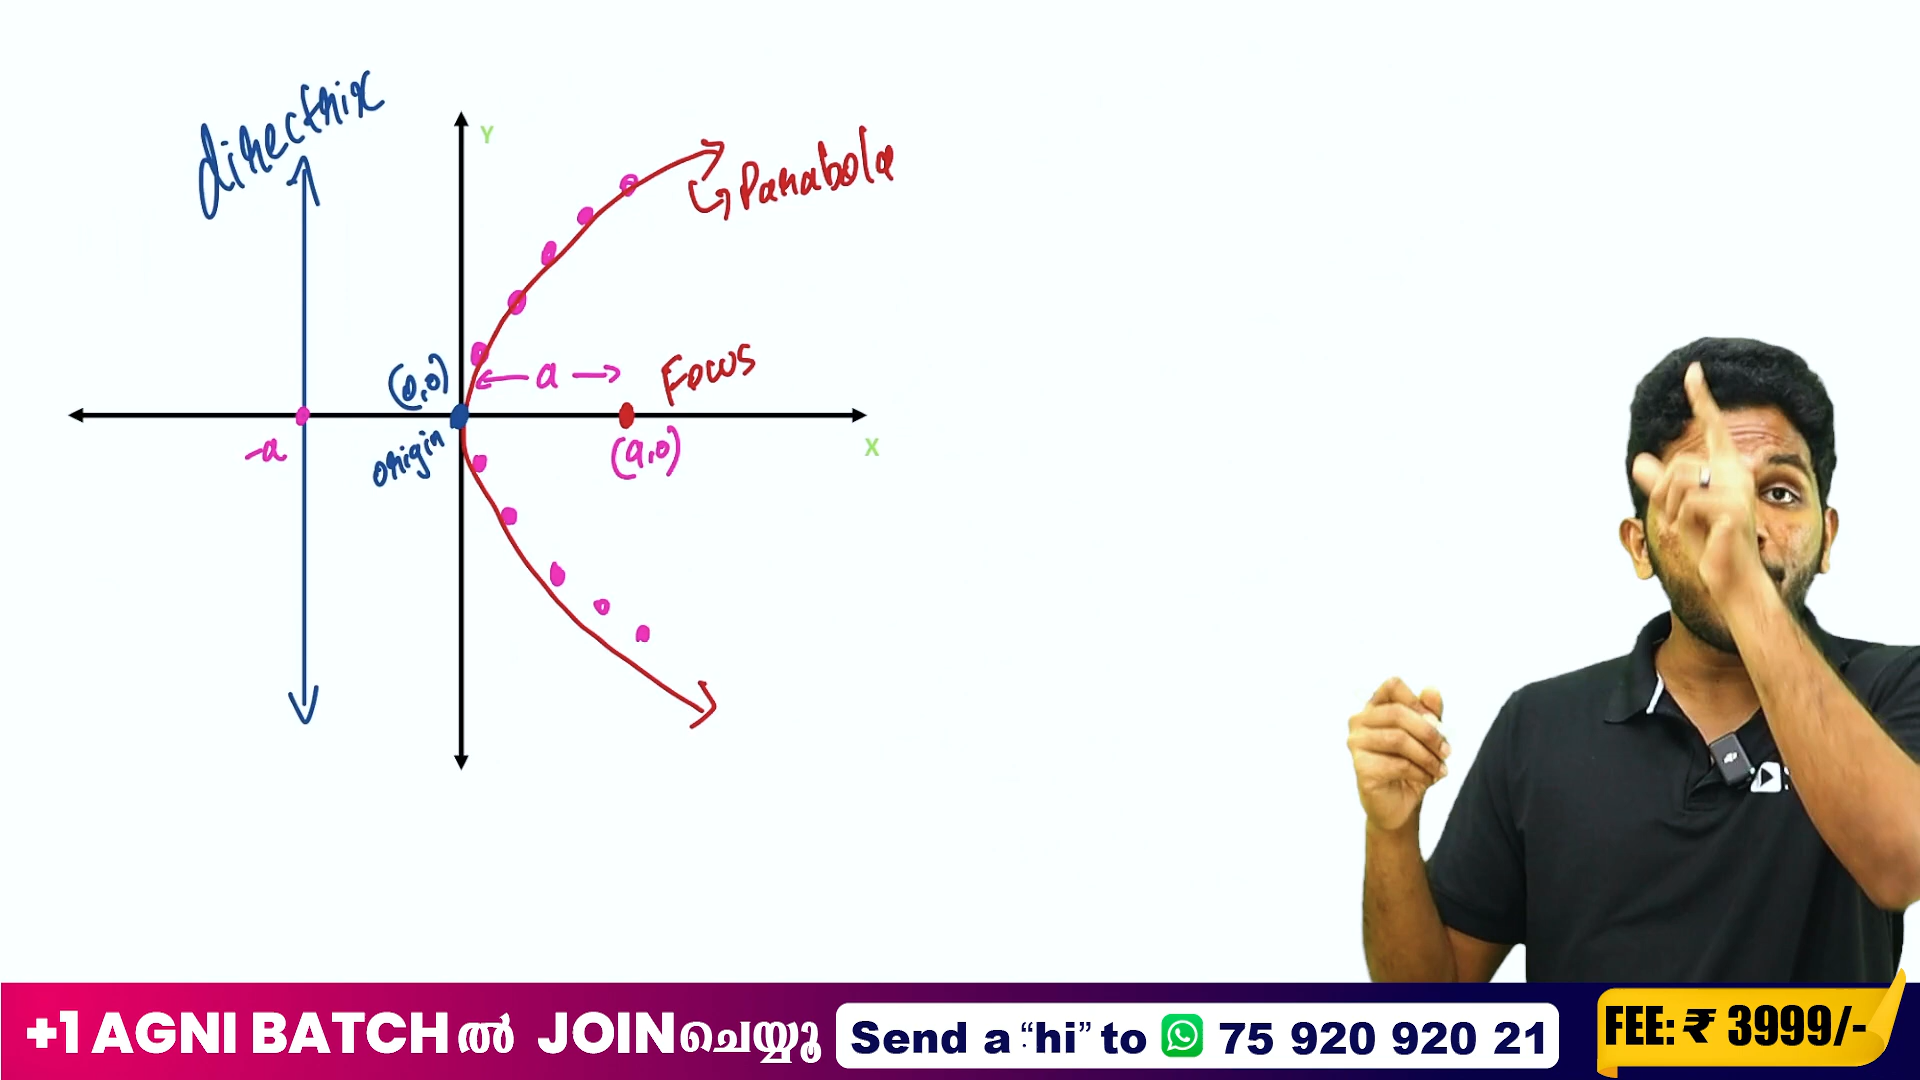 directrix
Y
Parabola
(0,0)
a
Focus
-a
origin
(a,0)
X
+1 AGNI BATCH ൽ JOIN ചെയ്യൂ
Send a “hi” to 75 920 920 21
FEE: ₹ 3999/-